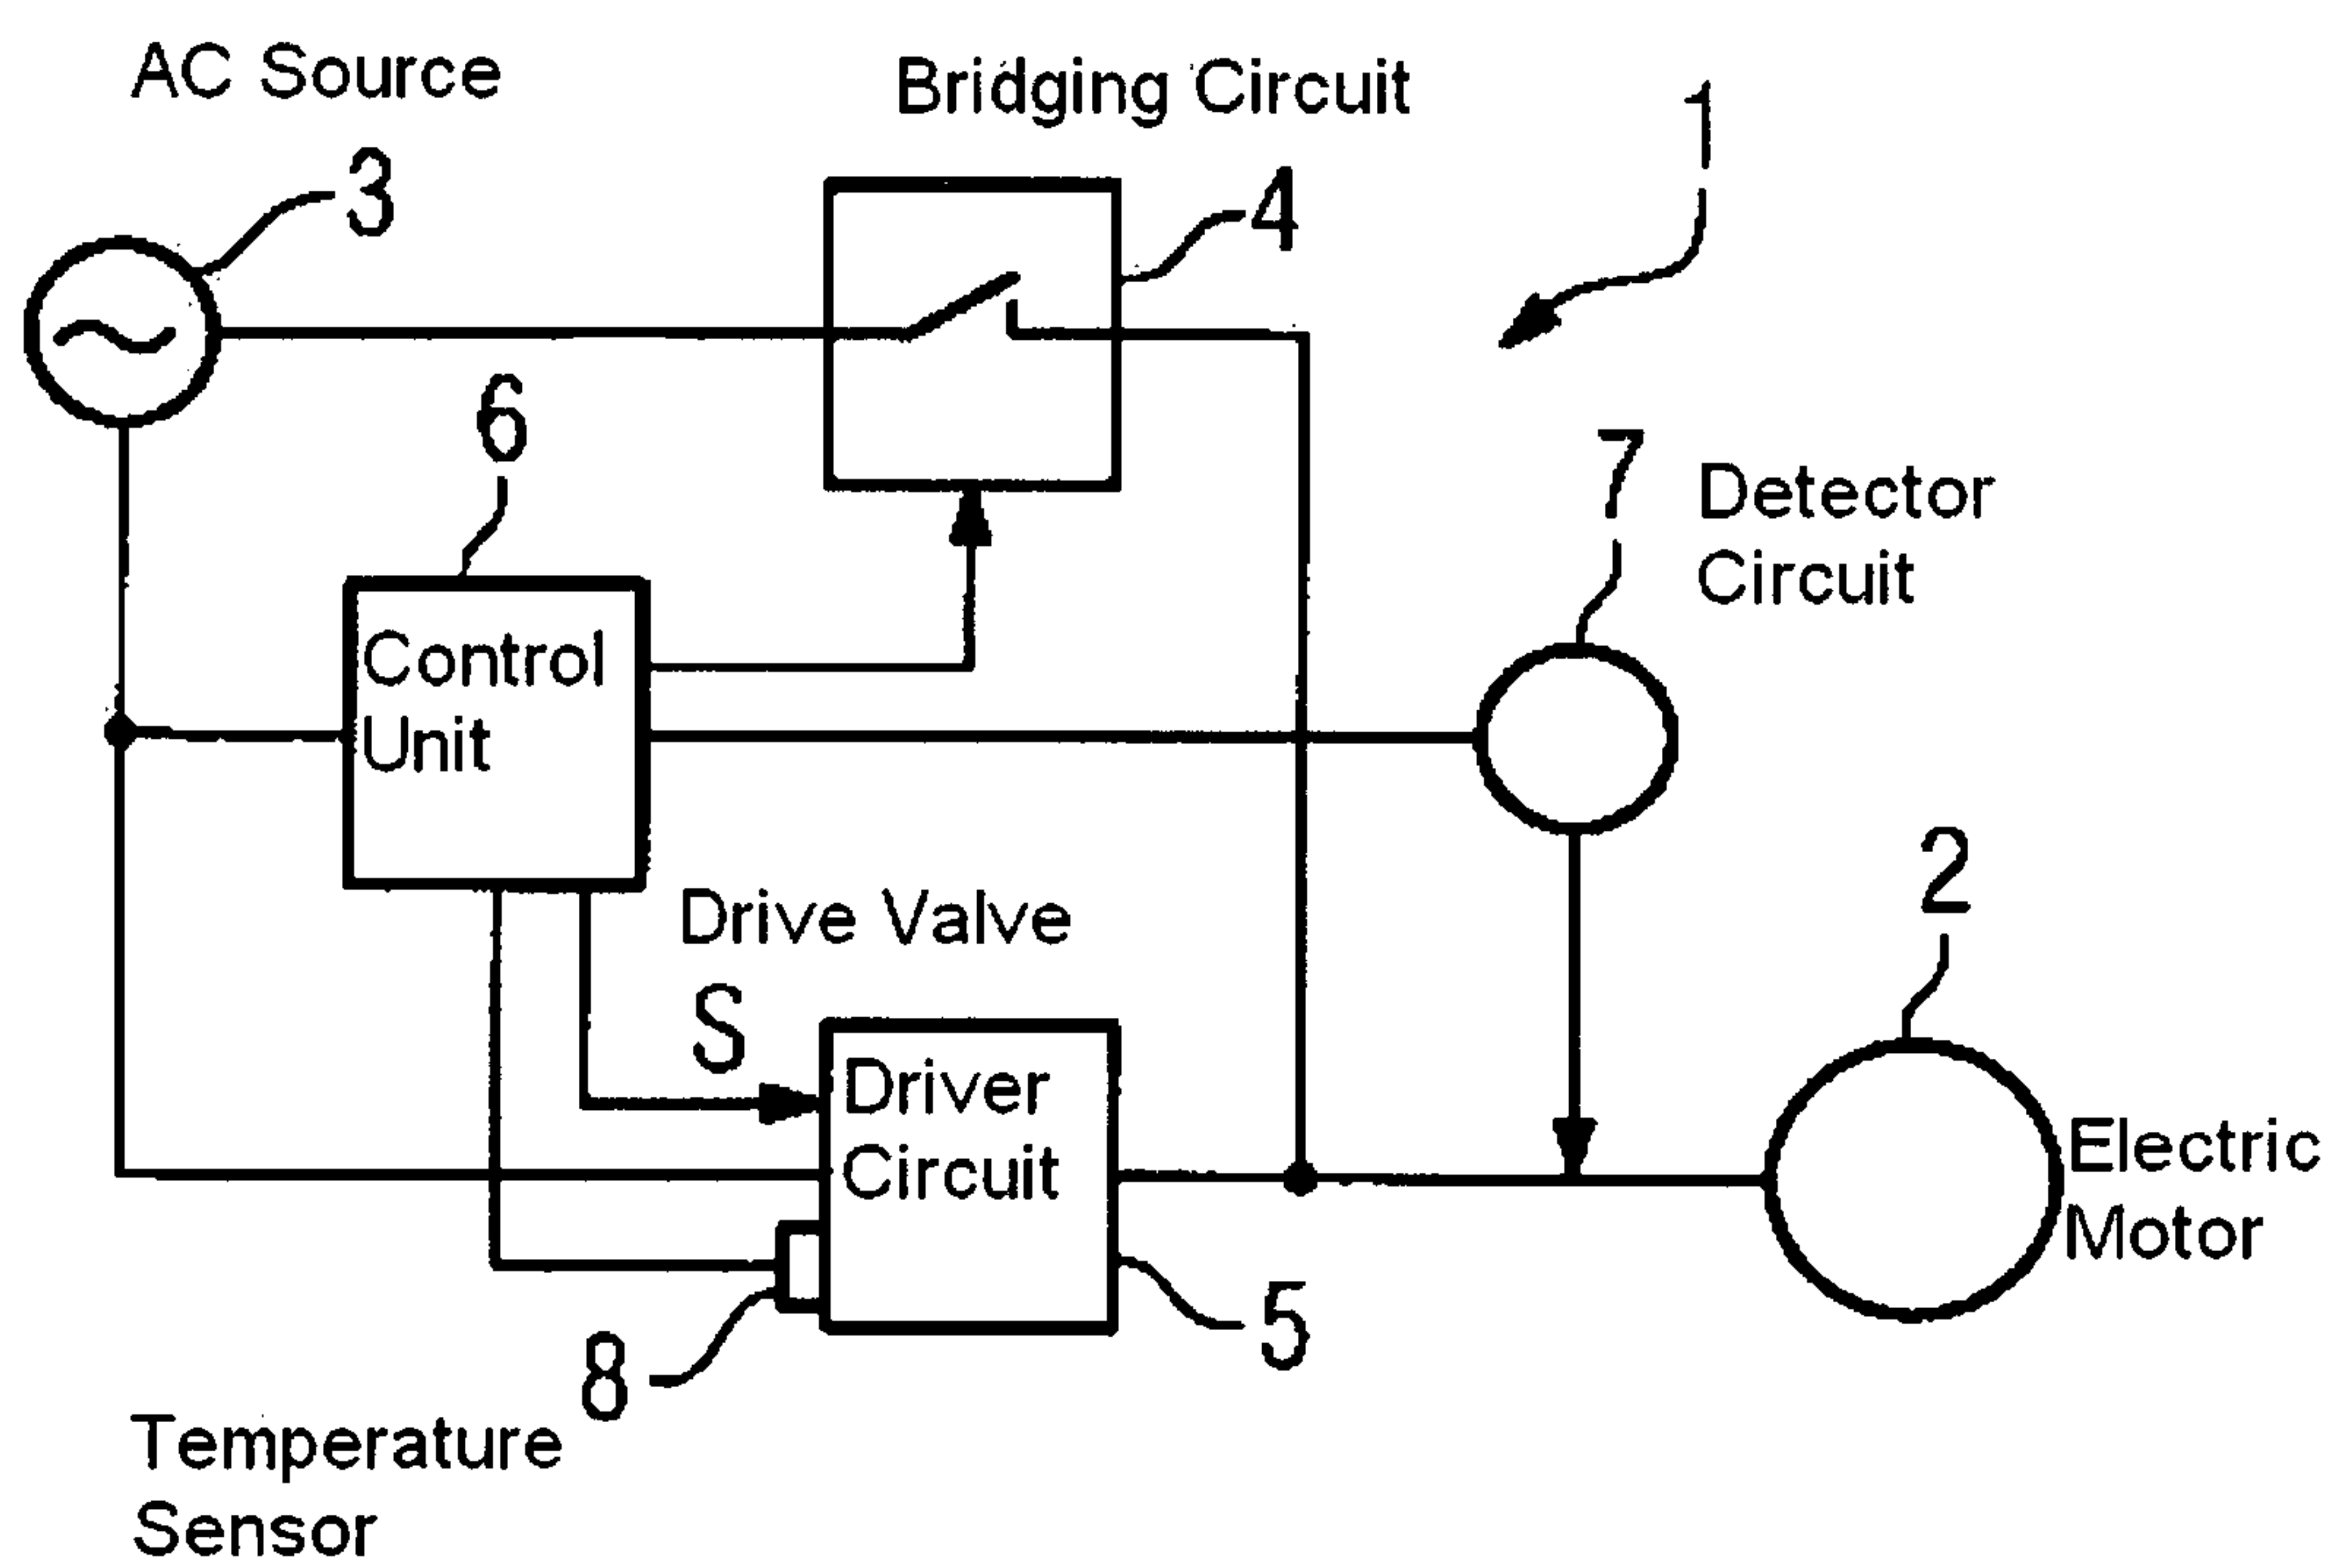 AC Source
Bridging Circuit
1
3
4
6
7
Detector
Circuit
Control
Unit
2
Drive Valve
S
Driver
Circuit
Electric
Motor
5
8
Temperature
Sensor